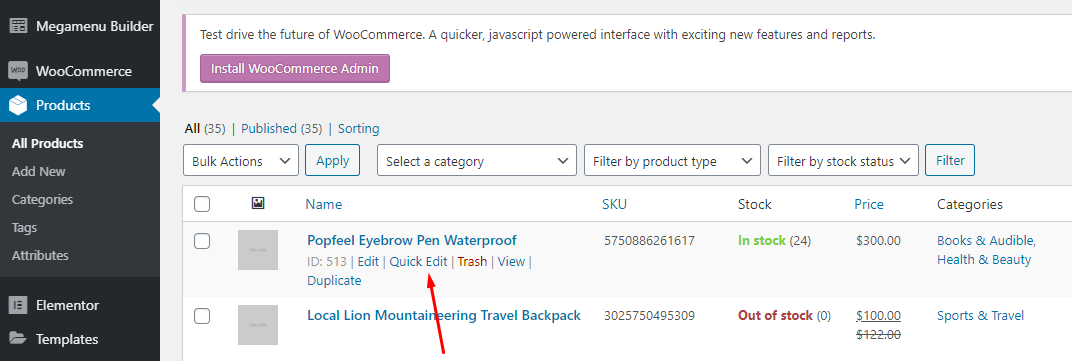 Megamenu Builder
WooCommerce
Products
All Products
Add New
Categories
Tags
Attributes
Elementor
Templates
Test drive the future of WooCommerce. A quicker, javascript powered interface with exciting new features and reports.
Install WooCommerce Admin
All (35) | Published (35) | Sorting
Bulk Actions Apply Select a category Filter by product type Filter by stock status Filter
Name SKU Stock Price Categories
Popfeel Eyebrow Pen Waterproof 5750886261617 In stock (24) $300.00 Books & Audible,
ID: 513 | Edit | Quick Edit | Trash | View | Health & Beauty
Duplicate
Local Lion Mountaineering Travel Backpack 3025750495309 Out of stock (0) $100.00 Sports & Travel
$122.00